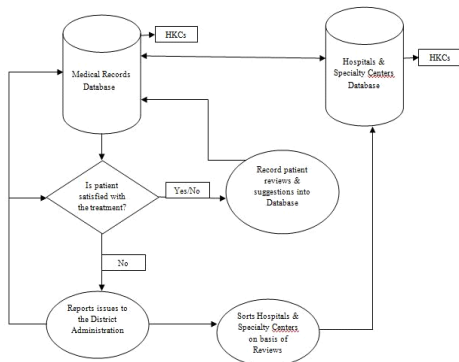 HKCs
Medical Records
Database
Hospitals &
Specialty Centers
Database
HKCs
Is patient
satisfied with
the treatment?
Yes/No
Record patient
reviews &
suggestions into
Database
No
Reports issues to
the District
Administration
Sorts Hospitals &
Specialty Centers
on basis of
Reviews